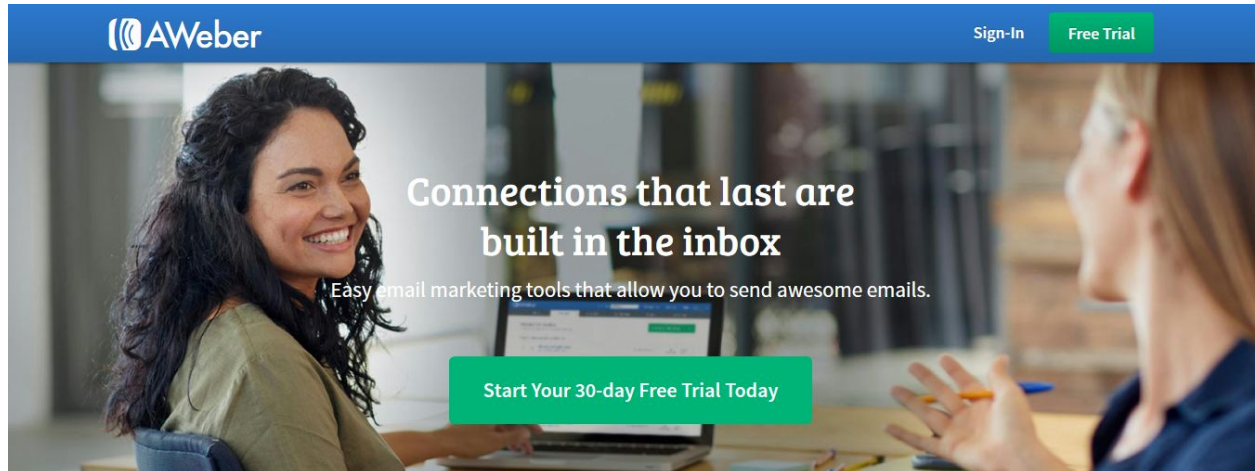 AWeber
Sign-In
Free Trial
Connections that last are
built in the inbox
Easy email marketing tools that allow you to send awesome emails.
Start Your 30-day Free Trial Today